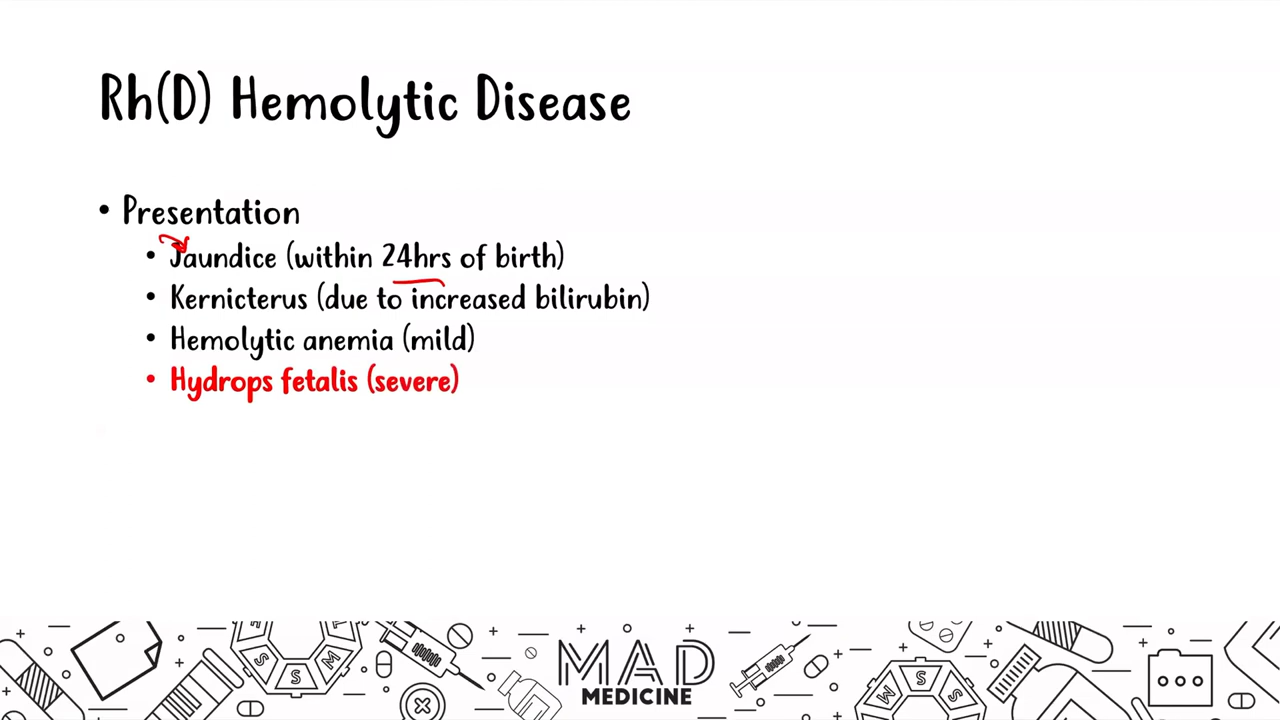 Rh(D) Hemolytic Disease
• Presentation
• Jaundice (within 24hrs of birth)
• Kernicterus (due to increased bilirubin)
• Hemolytic anemia (mild)
• Hydrops fetalis (severe)
MAD
MEDICINE
S
S
M
M
S
S